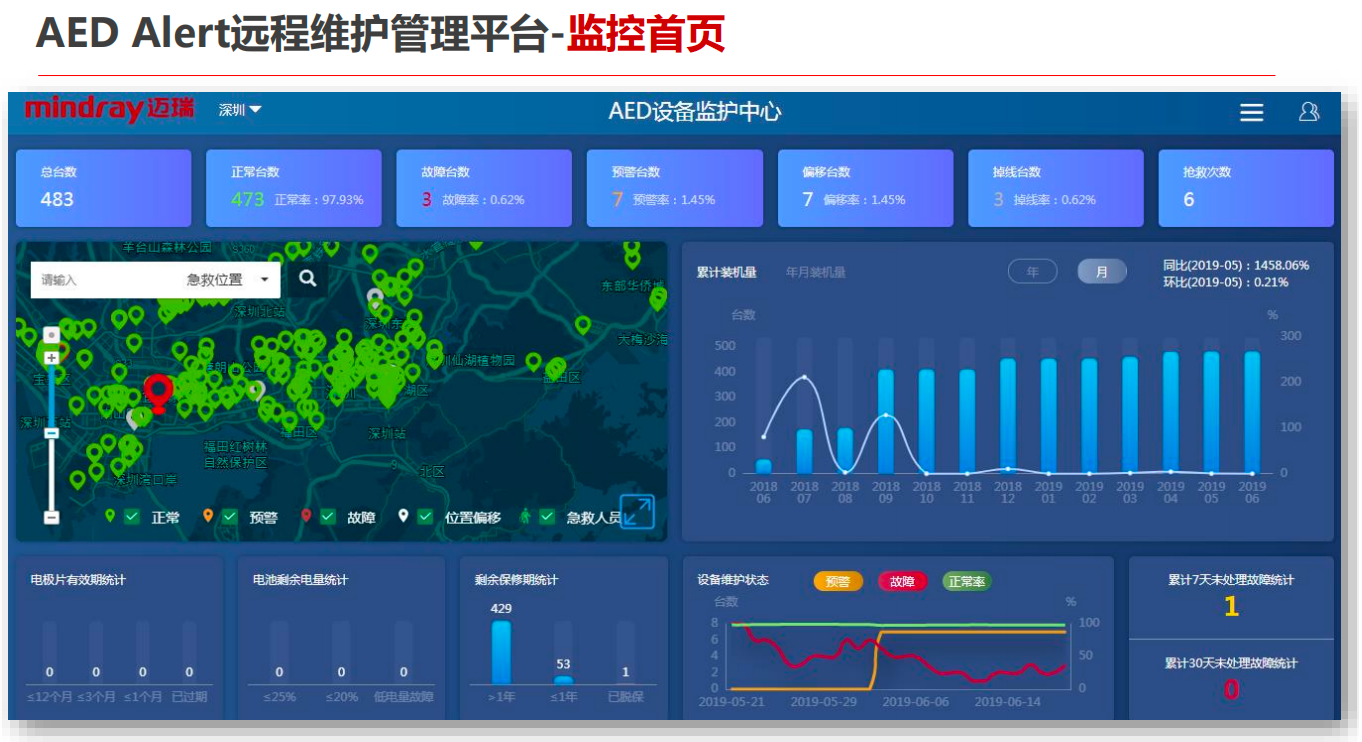 AED Alert远程维护管理平台-监控首页
mindray迈瑞
深圳
AED设备监护中心
总台数
483
正常台数
473 正常率：97.93%
故障台数
3 故障率：0.62%
预警台数
7 预警率：1.45%
偏移台数
7 偏移率：1.45%
掉线台数
3 掉线率：0.62%
抢救次数
6
羊台山森林公园
S360
请输入 急救位置
深圳北站
东部华侨城
大梅沙海
仙湖植物园
盐田区
深圳站
福田区
福田红树林
自然保护区
深圳湾口岸
北区
正常 预警 故障 位置偏移 急救人员
累计装机量 年月装机量
年 月
同比(2019-05)：1458.06%
环比(2019-05)：0.21%
台数 %
500
400
300
200
100
0
300
200
100
0
2018 2018 2018 2018 2018 2018 2018 2019 2019 2019 2019 2019 2019
06 07 08 09 10 11 12 01 02 03 04 05 06
电极片有效期统计
0 0 0 0
≤12个月 ≤3个月 ≤1个月 已过期
电池剩余电量统计
0 0 0
≤25% ≤20% 低电量故障
剩余保修期统计
429
53
1
>1年 ≤1年 已脱保
设备维护状态 预警 故障 正常率
台数 %
8
6
4
2
0
100
50
0
2019-05-21 2019-05-29 2019-06-06 2019-06-14
累计7天未处理故障统计
1
累计30天未处理故障统计
0